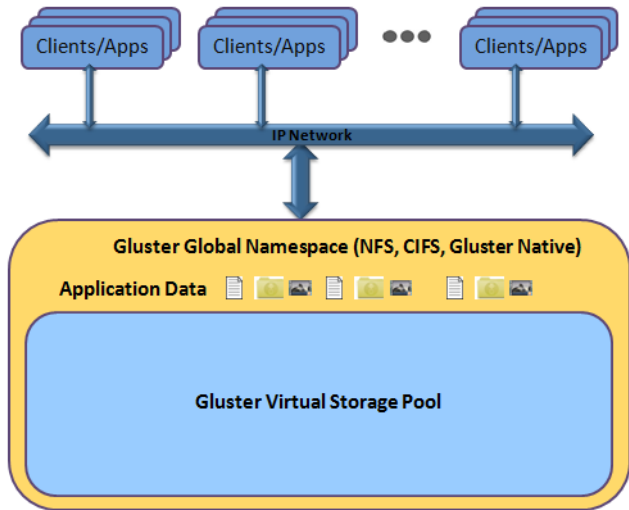 Clients/Apps
Clients/Apps
Clients/Apps
IP Network
Gluster Global Namespace (NFS, CIFS, Gluster Native)
Application Data
Gluster Virtual Storage Pool